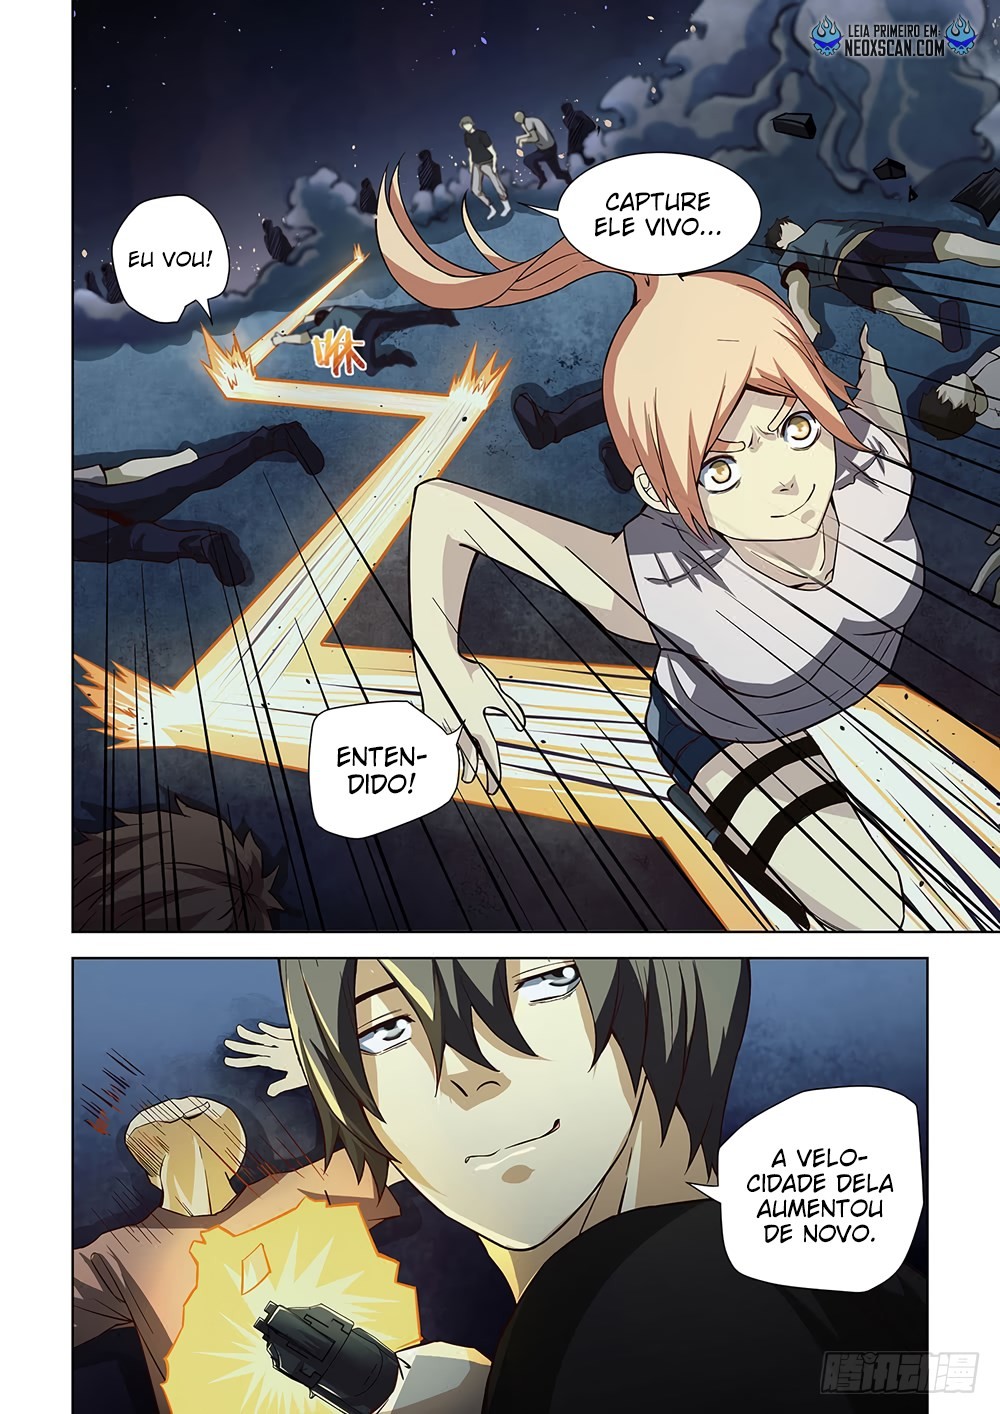 LEIA PRIMEIRO EM:
NEOXSCAN.COM
CAPTURE
ELE VIVO...
EU VOU!
ENTEN-
DIDO!
A VELO-
CIDADE DELA
AUMENTOU
DE NOVO.
腾讯动漫